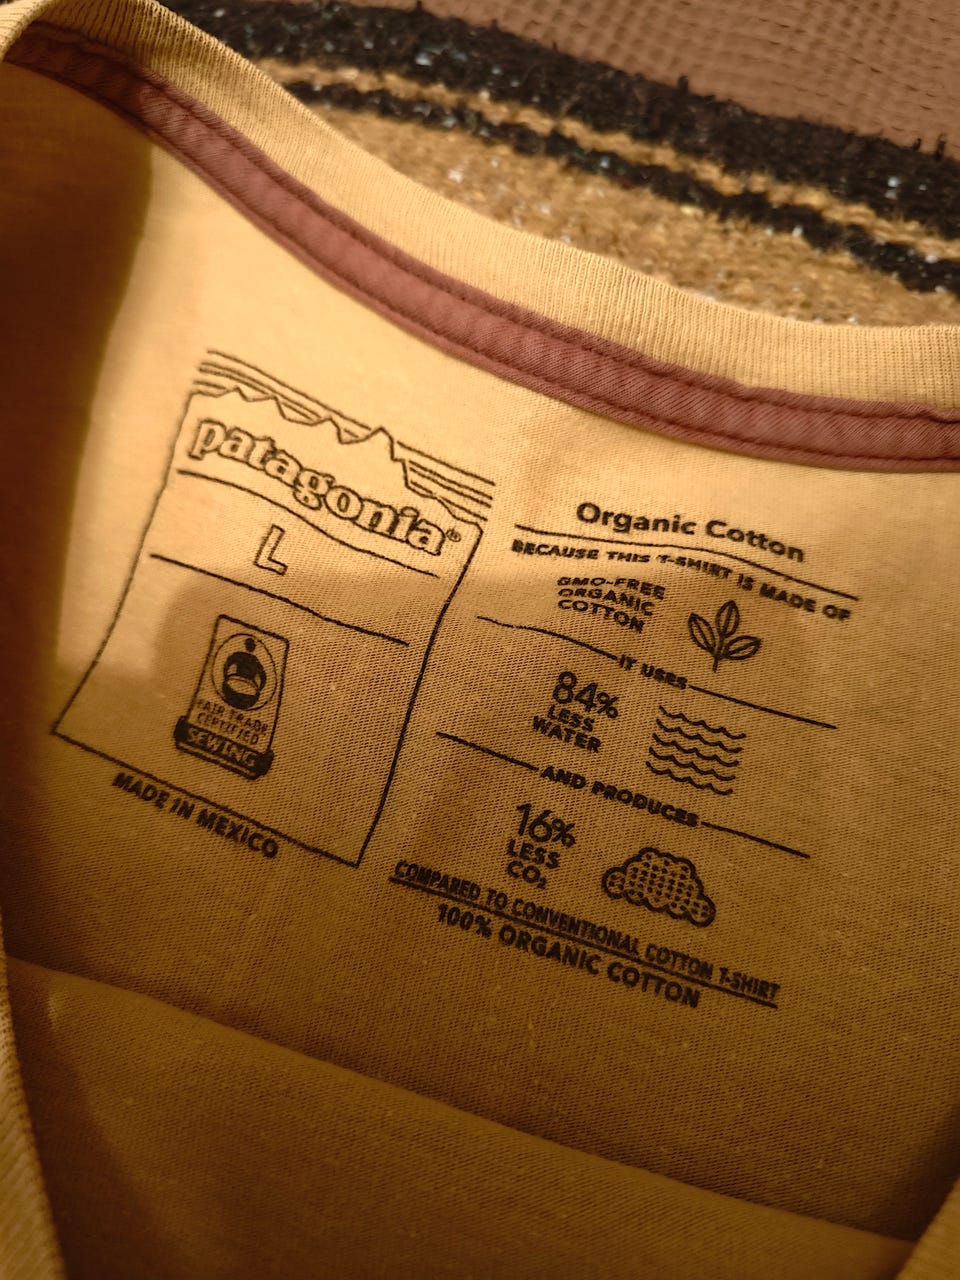 patagonia®
L
FAIR TRADE
CERTIFIED
SEWING
MADE IN MEXICO
Organic Cotton
BECAUSE THIS T-SHIRT IS MADE OF
GMO-FREE
ORGANIC
COTTON
IT USES
84%
LESS
WATER
AND PRODUCES
16%
LESS
CO₂
COMPARED TO CONVENTIONAL COTTON T-SHIRT
100% ORGANIC COTTON